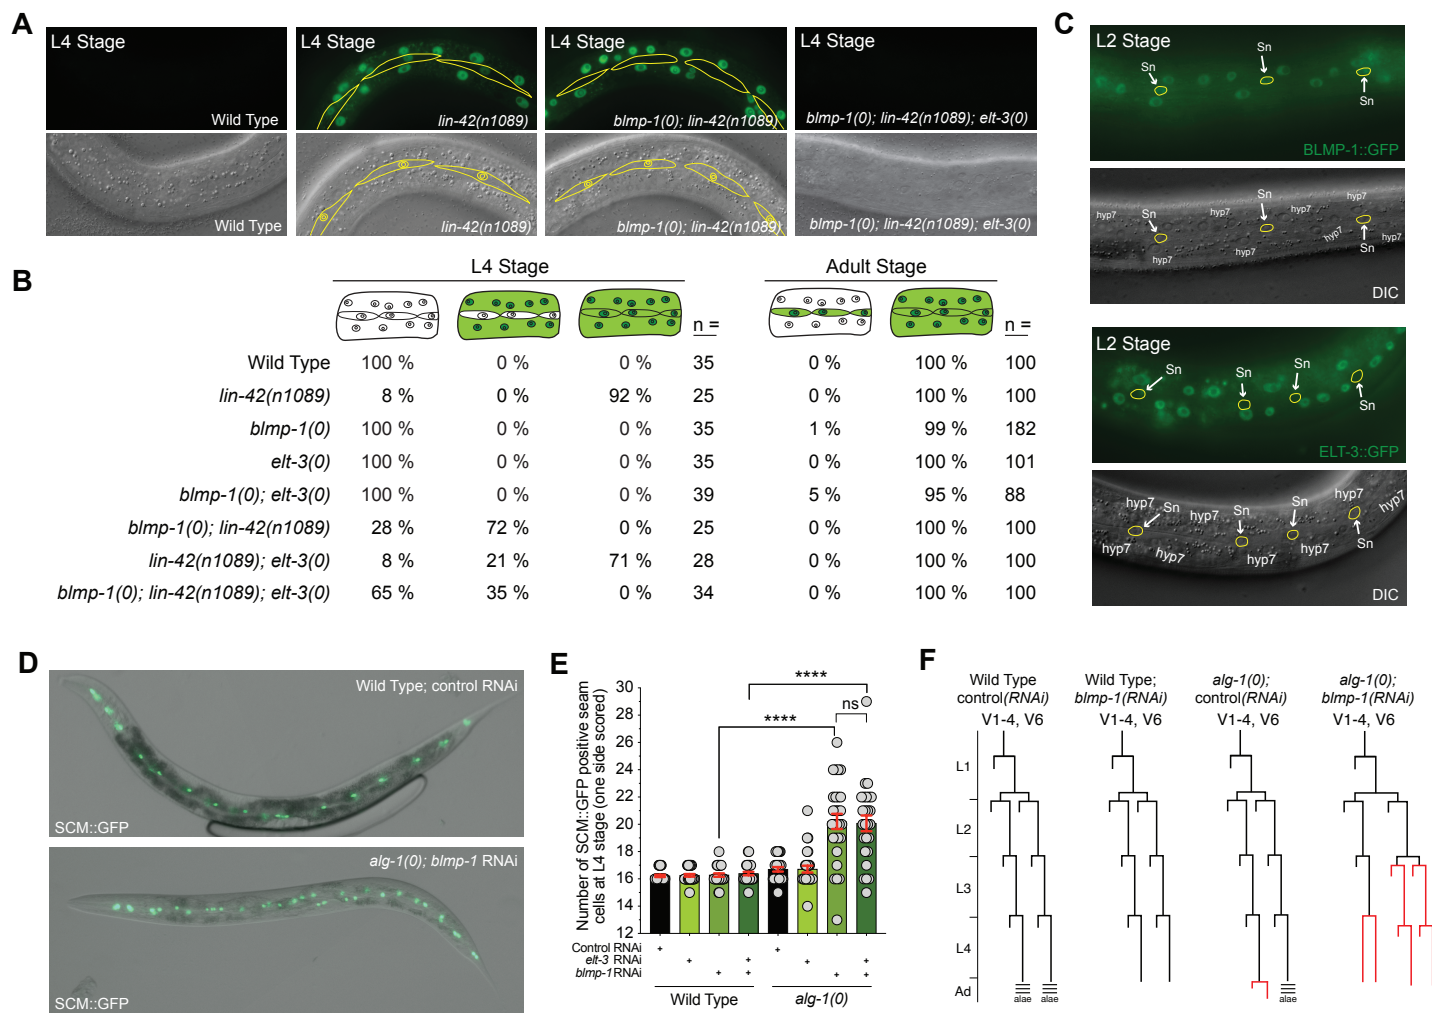 A
L4 Stage
Wild Type
L4 Stage
lin-42(n1089)
L4 Stage
blmp-1(0); lin-42(n1089)
L4 Stage
blmp-1(0); lin-42(n1089); elt-3(0)
Wild Type
lin-42(n1089)
blmp-1(0); lin-42(n1089)
blmp-1(0); lin-42(n1089); elt-3(0)
B
L4 Stage
Adult Stage
n =
n =
Wild Type 100 % 0 % 0 % 35 0 % 100 % 100
lin-42(n1089) 8 % 0 % 92 % 25 0 % 100 % 100
blmp-1(0) 100 % 0 % 0 % 35 1 % 99 % 182
elt-3(0) 100 % 0 % 0 % 35 0 % 100 % 101
blmp-1(0); elt-3(0) 100 % 0 % 0 % 39 5 % 95 % 88
blmp-1(0); lin-42(n1089) 28 % 72 % 0 % 25 0 % 100 % 100
lin-42(n1089); elt-3(0) 8 % 21 % 71 % 28 0 % 100 % 100
blmp-1(0); lin-42(n1089); elt-3(0) 65 % 35 % 0 % 34 0 % 100 % 100
C
L2 Stage
Sn
Sn
Sn
BLMP-1::GFP
Sn
Sn
Sn
hyp7
hyp7
hyp7
hyp7
hyp7
hyp7
hyp7
DIC
L2 Stage
Sn
Sn
Sn
Sn
ELT-3::GFP
hyp7
Sn
hyp7
Sn
Sn
hyp7
hyp7
Sn
hyp7
hyp7
hyp7
hyp7
DIC
D
Wild Type; control RNAi
SCM::GFP
alg-1(0); blmp-1 RNAi
SCM::GFP
E
Number of SCM::GFP positive seam
cells at L4 stage (one side scored)
30
28
26
24
22
20
18
16
14
12
****
****
ns
Control RNAi + +
elt-3 RNAi + + + +
blmp-1 RNAi + + + +
Wild Type
alg-1(0)
F
Wild Type
control(RNAi)
V1-4, V6
Wild Type;
blmp-1(RNAi)
V1-4, V6
alg-1(0);
control(RNAi)
V1-4, V6
alg-1(0);
blmp-1(RNAi)
V1-4, V6
L1
L2
L3
L4
Ad
alae
alae
alae